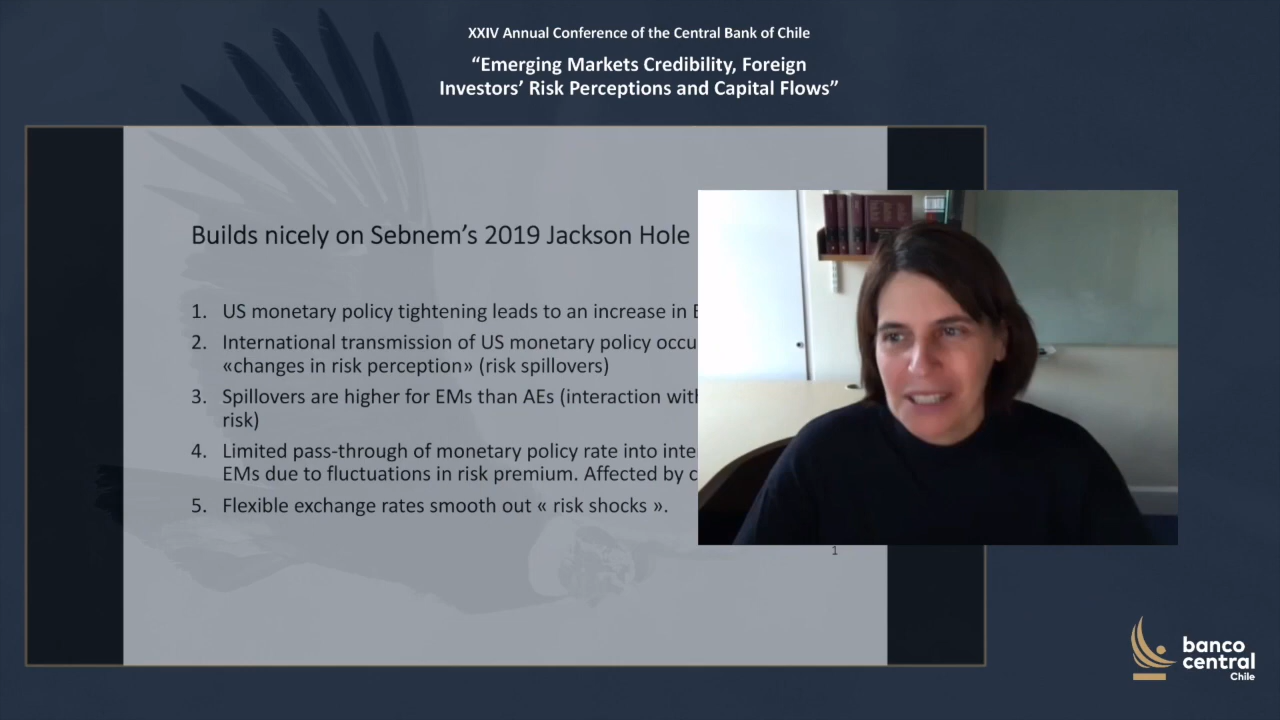 XXIV Annual Conference of the Central Bank of Chile
“Emerging Markets Credibility, Foreign
Investors’ Risk Perceptions and Capital Flows”
Builds nicely on Sebnem’s 2019 Jackson Hole
1. US monetary policy tightening leads to an increase in
2. International transmission of US monetary policy
«changes in risk perception» (risk spillovers)
3. Spillovers are higher for EMs than AEs (interaction
risk)
4. Limited pass-through of monetary policy rate into
EMs due to fluctuations in risk premium. Affected by
5. Flexible exchange rates smooth out « risk shocks ».
1
banco
central
Chile